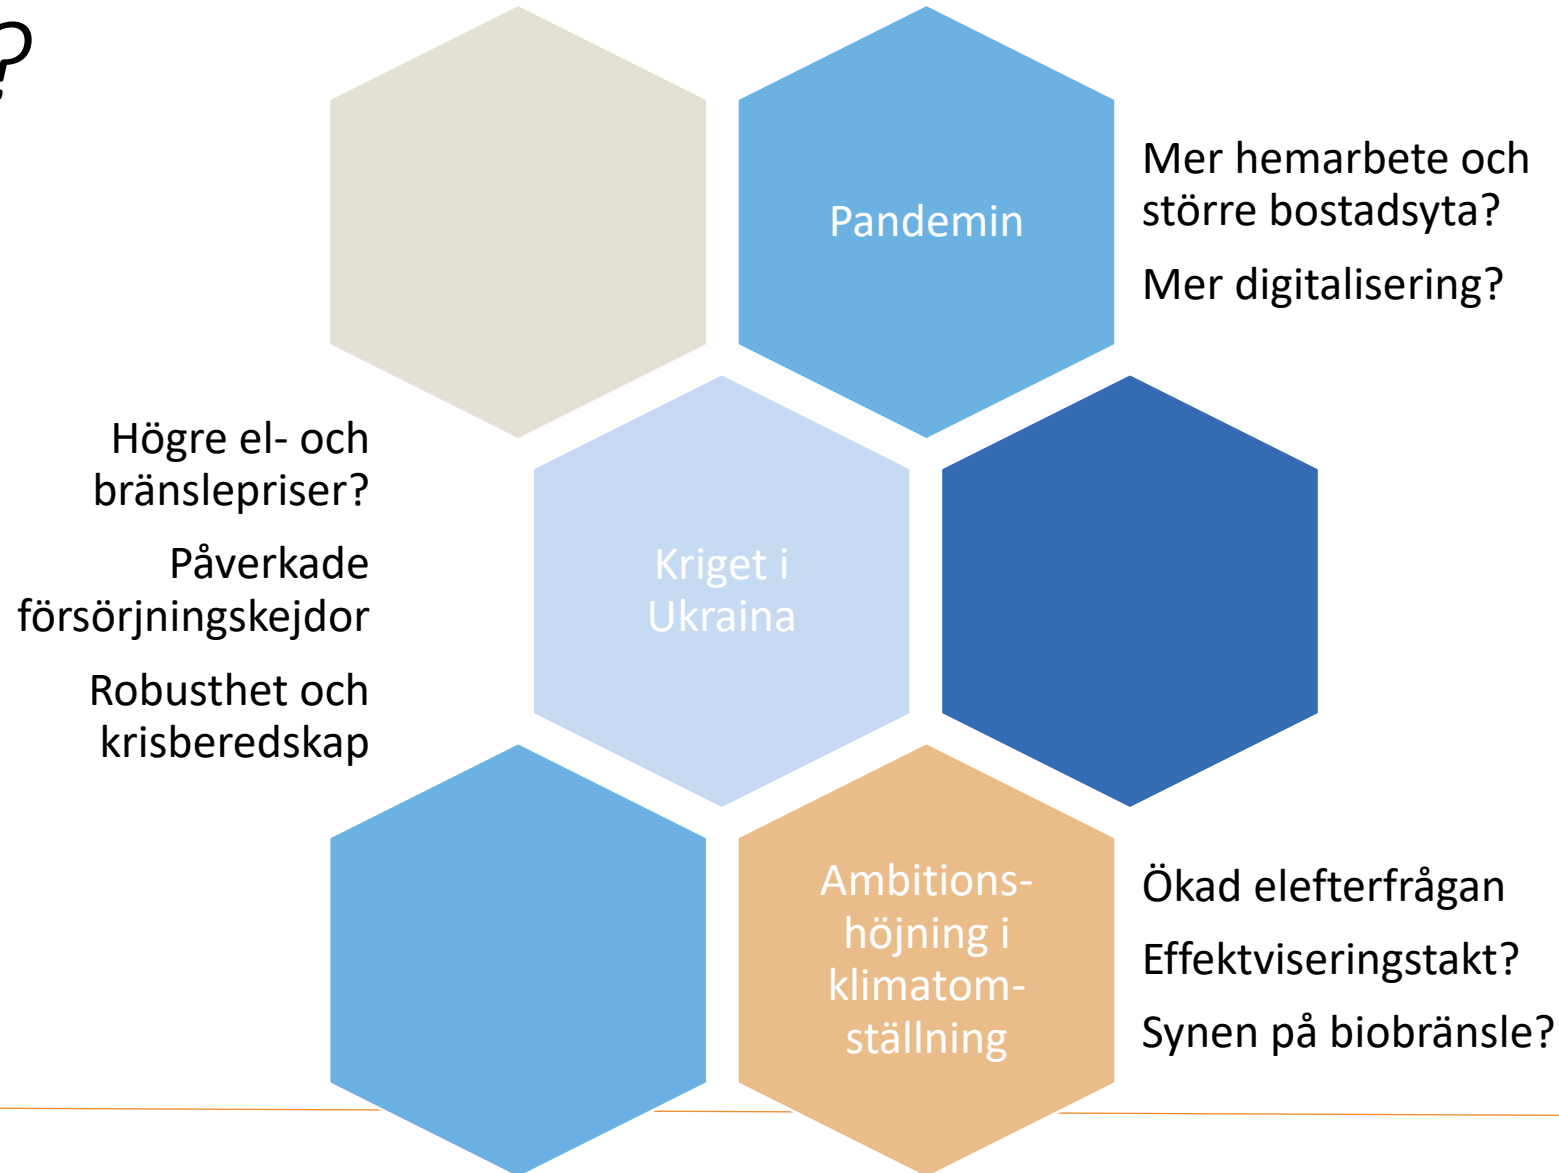 ?
Pandemin
Mer hemarbete och
större bostadsyta?
Mer digitalisering?
Högre el- och
bränslepriser?
Påverkade
försörjningskejdor
Robusthet och
krisberedskap
Kriget i
Ukraina
Ambitions-
höjning i
klimatom-
ställning
Ökad elefterfrågan
Effektviseringstakt?
Synen på biobränsle?